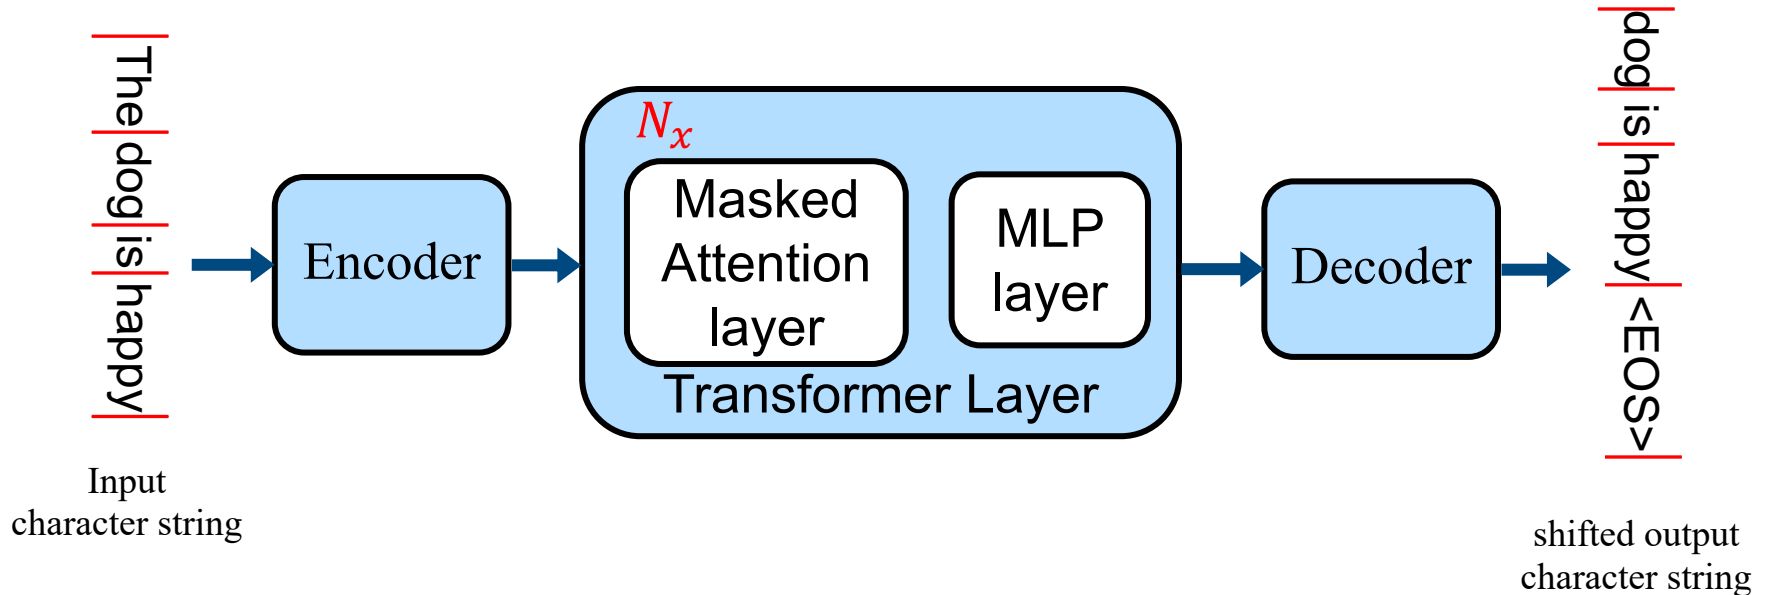 The
dog
is
happy
Input
character string
Encoder
N_x
Masked
Attention
layer
MLP
layer
Transformer Layer
Decoder
dog
is
happy
<EOS>
shifted output
character string